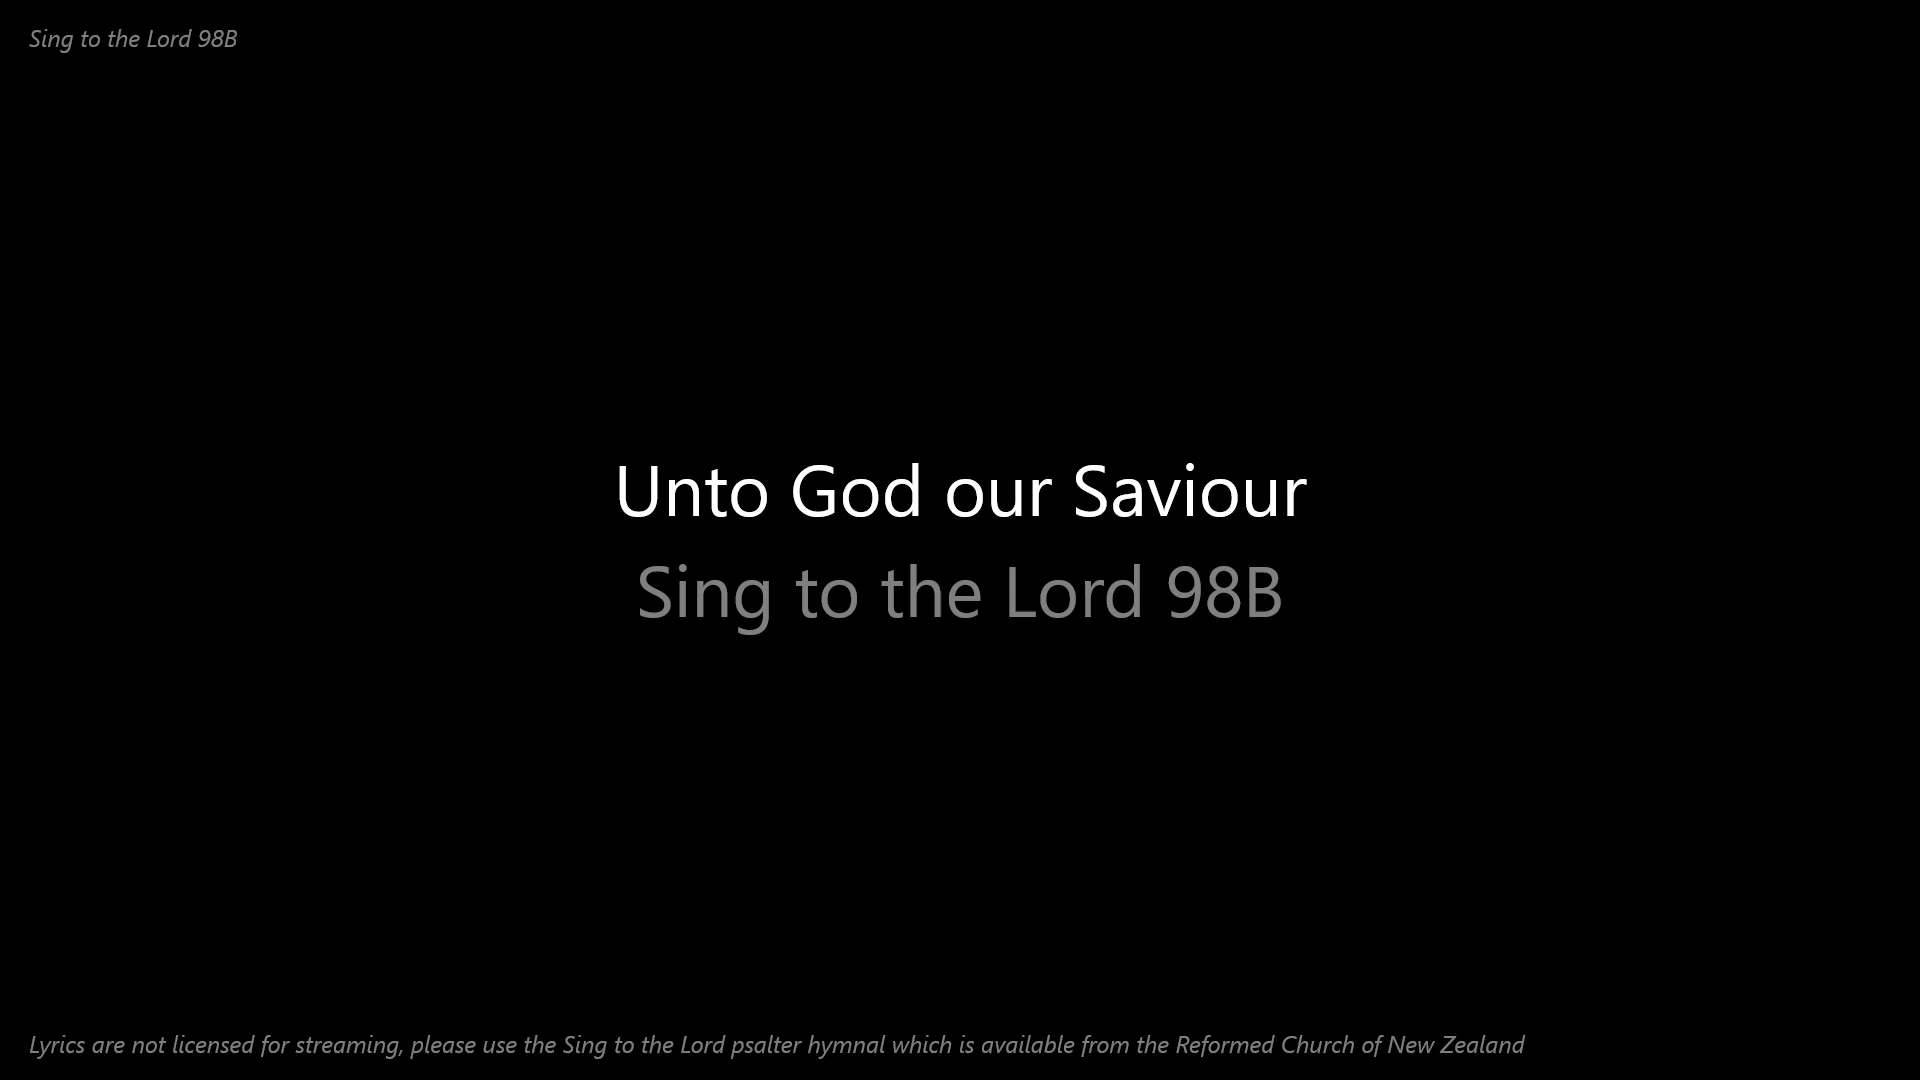 Sing to the Lord 98B
Unto God our Saviour
Sing to the Lord 98B
Lyrics are not licensed for streaming, please use the Sing to the Lord psalter hymnal which is available from the Reformed Church of New Zealand